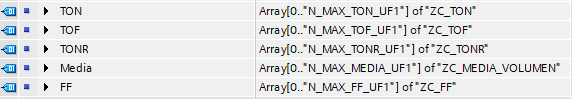 TON Array[0.."N_MAX_TON_UF1"] of "ZC_TON"
TOF Array[0.."N_MAX_TOF_UF1"] of "ZC_TOF"
TONR Array[0.."N_MAX_TONR_UF1"] of "ZC_TONR"
Media Array[0.."N_MAX_MEDIA_UF1"] of "ZC_MEDIA_VOLUMEN"
FF Array[0.."N_MAX_FF_UF1"] of "ZC_FF"